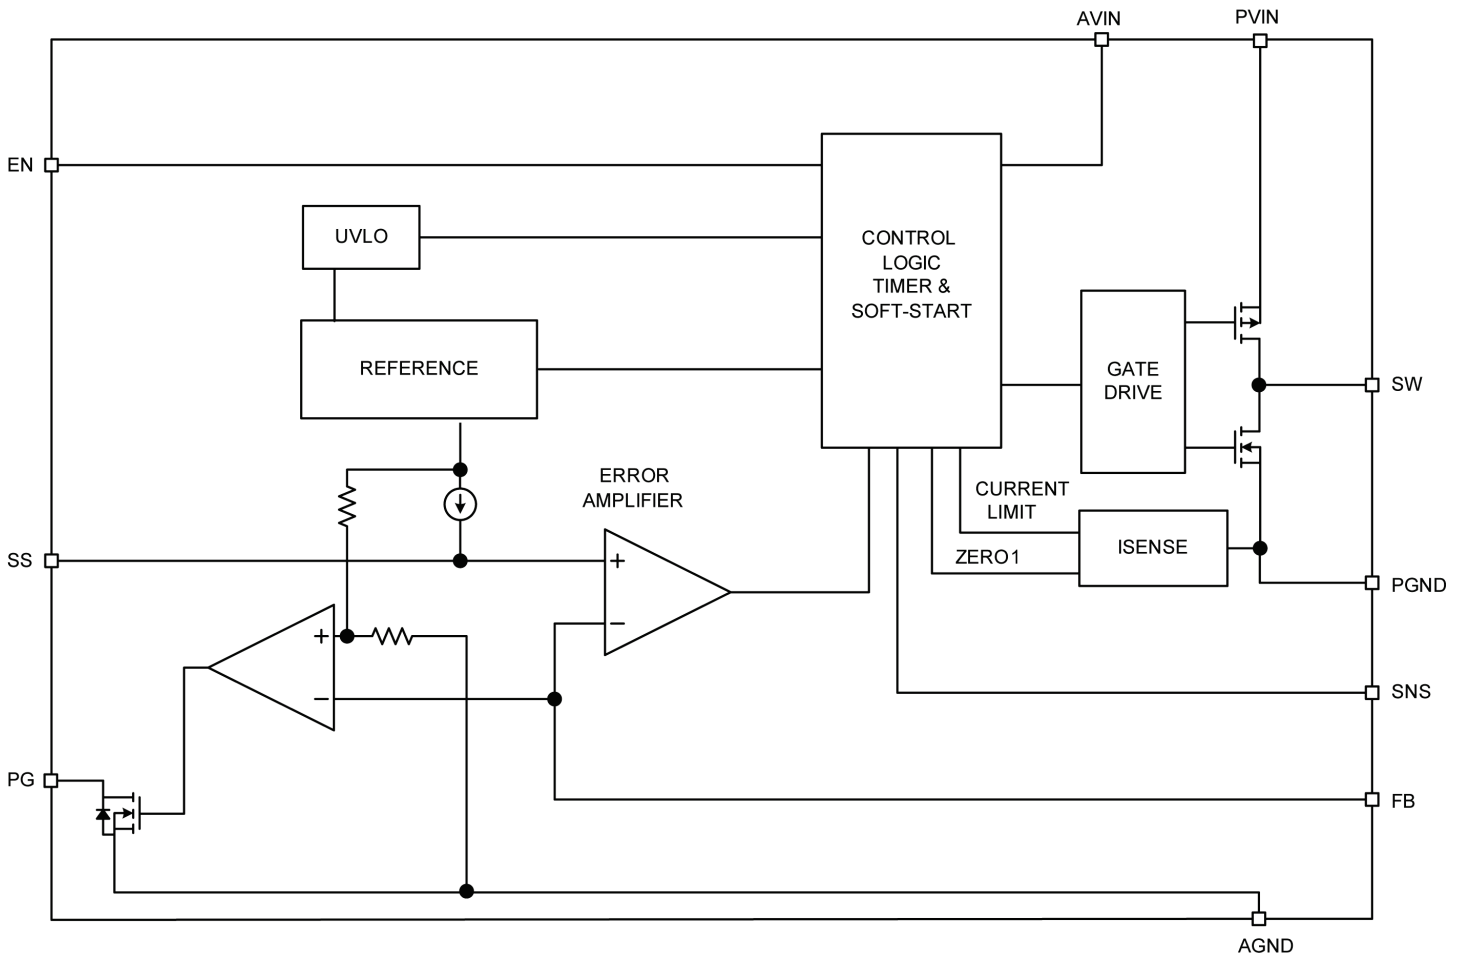 AVIN
PVIN
EN
UVLO
CONTROL
LOGIC
TIMER &
SOFT-START
REFERENCE
GATE
DRIVE
SW
ERROR
AMPLIFIER
CURRENT
LIMIT
ISENSE
ZERO1
SS
+
−
PGND
+
−
SNS
PG
FB
AGND